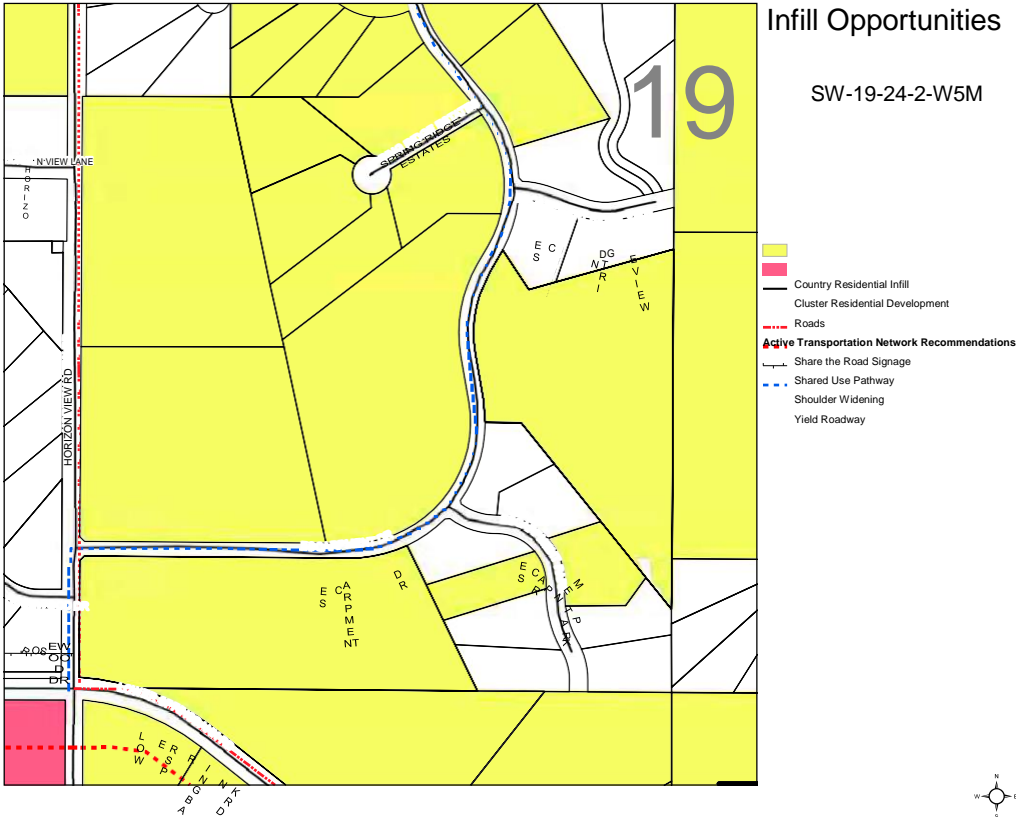 Infill Opportunities
19
SW-19-24-2-W5M
SPRING RIDGE
ESTATES
N VIEW LANE
HORIZO
HORIZON VIEW RD
ESC
Country Residential Infill
Cluster Residential Development
Roads
Active Transportation Network Recommendations
Share the Road Signage
Shared Use Pathway
Shoulder Widening
Yield Roadway
ESCARPMENT
DR
DR
N
W
E
S